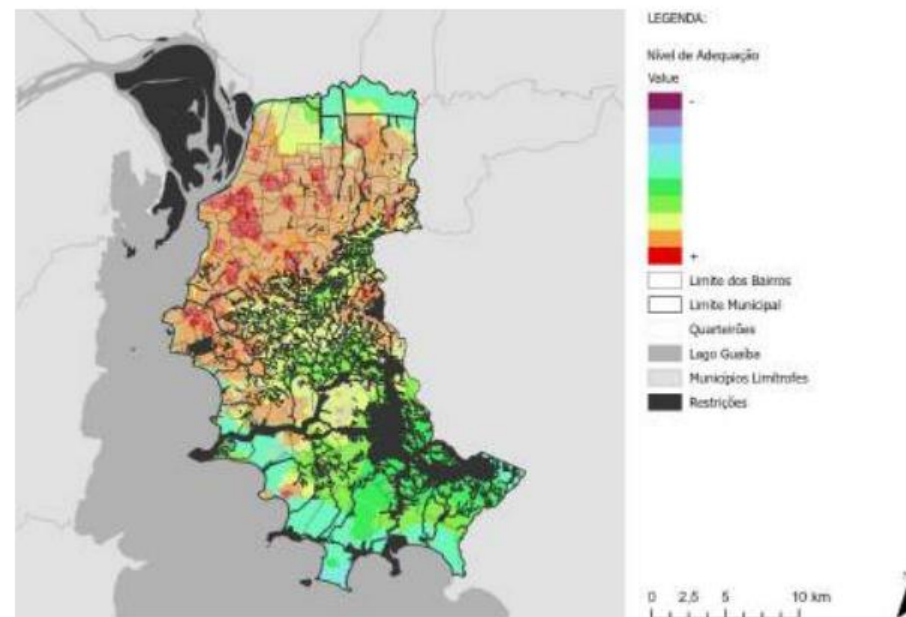 LEGENDA:
Nível de Adequação
Value
-
+
Limite dos Bairros
Limite Municipal
Quarteirões
Lago Guaíba
Municípios Limítrofes
Restrições
0 2,5 5 10 km